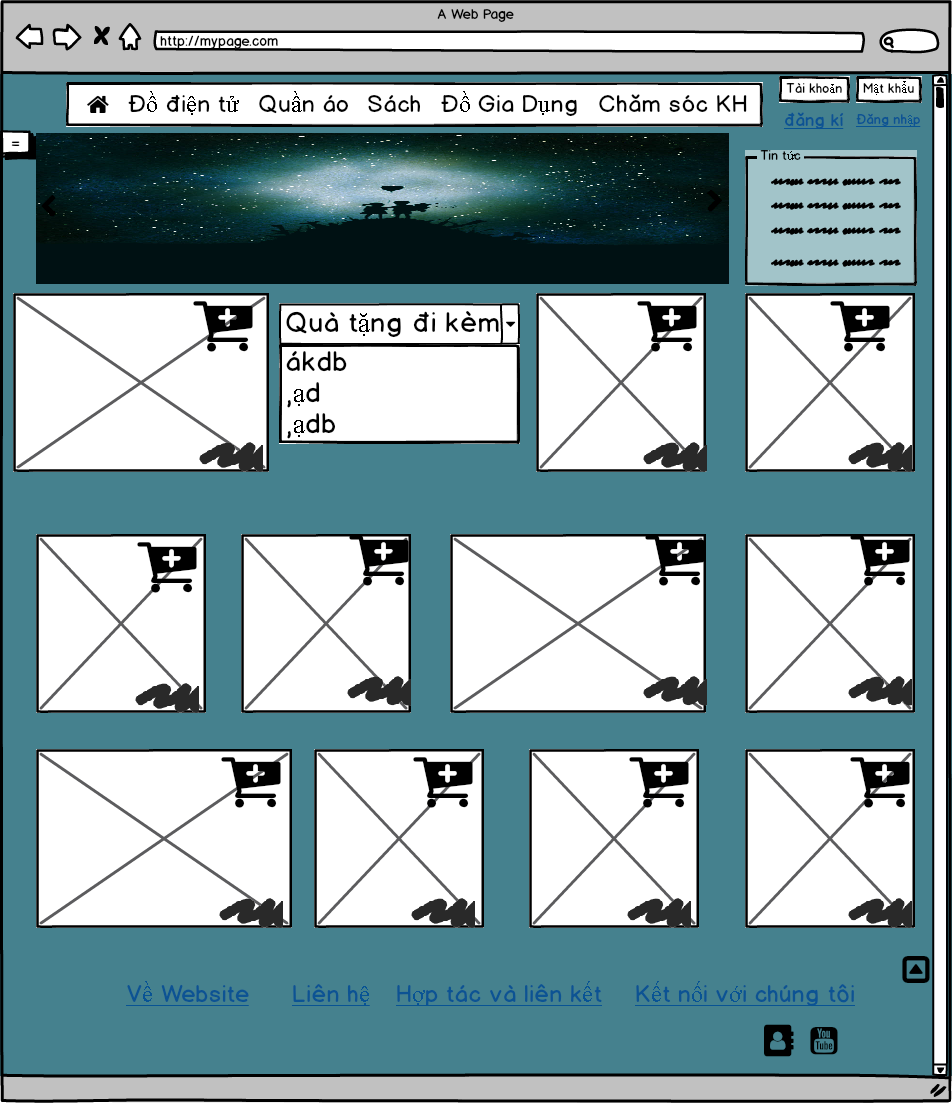 A Web Page
http://mypage.com
Đồ điện tử Quần áo Sách Đồ Gia Dụng Chăm sóc KH
Tài khoản Mật khẩu
đăng kí Đăng nhập
=
Tin tức
Quà tặng đi kèm
ákdb
,ạd
,ạdb
Về Website Liên hệ Hợp tác và liên kết Kết nối với chúng tôi
You
Tube